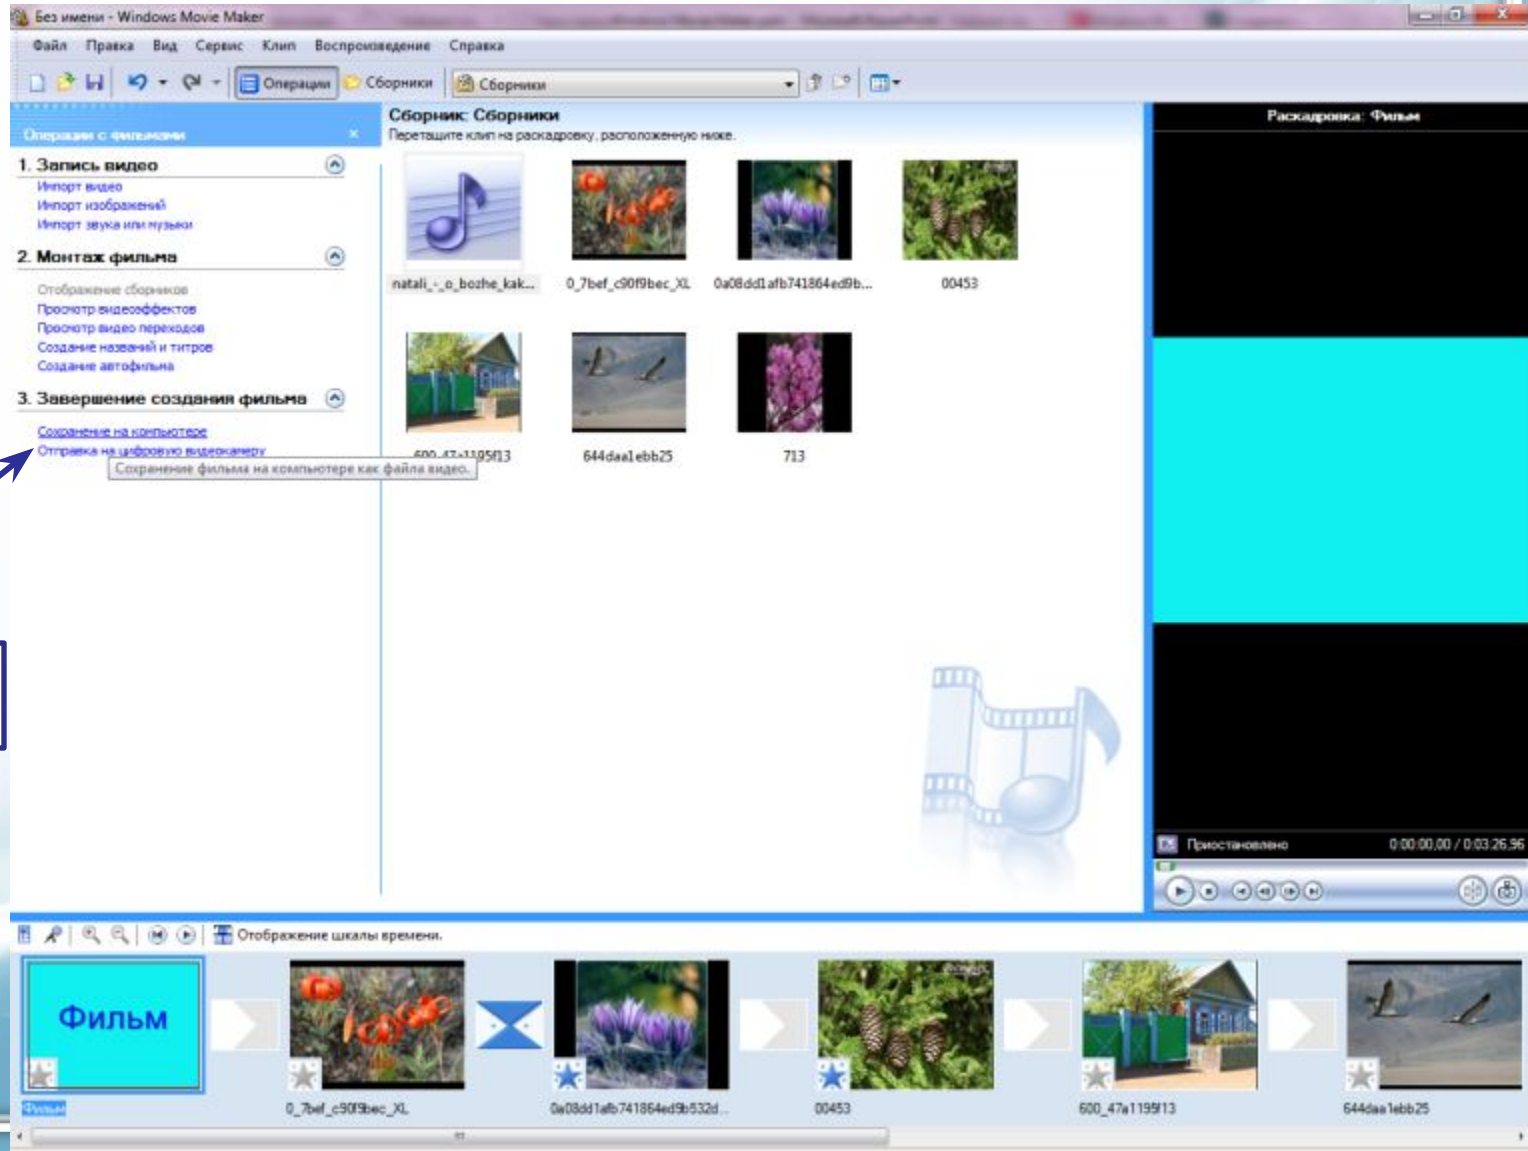 Без имени - Windows Movie Maker
Файл Правка Вид Сервис Клип Воспроизведение Справка
Операции Сборники Сборники
Операции с фильмами
1. Запись видео
Импорт видео
Импорт изображений
Импорт звука или музыки
2. Монтаж фильма
Отображение сборников
Просмотр видеоэффектов
Просмотр видео переходов
Создание названий и титров
Создание автофильма
3. Завершение создания фильма
Сохранение на компьютере
Отправка на цифровую видеокамеру
Сохранение фильма на компьютере как файла видео.
Сборник: Сборники
Перетащите клип на раскадровку, расположенную ниже.
natali_-_o_bozhe_kak... 0_7bef_c90f9bec_XL 0a08dd1afb741864ed9b... 00453
600_47a1195f13 644daa1ebb25 713
Раскадровка: Фильм
Приостановлено 0:00:00,00 / 0:03:26,96
Отображение шкалы времени.
Фильм
Фильм 0_7bef_c90f9bec_XL 0a08dd1afb741864ed9b532d... 00453 600_47a1195f13 644daa1ebb25